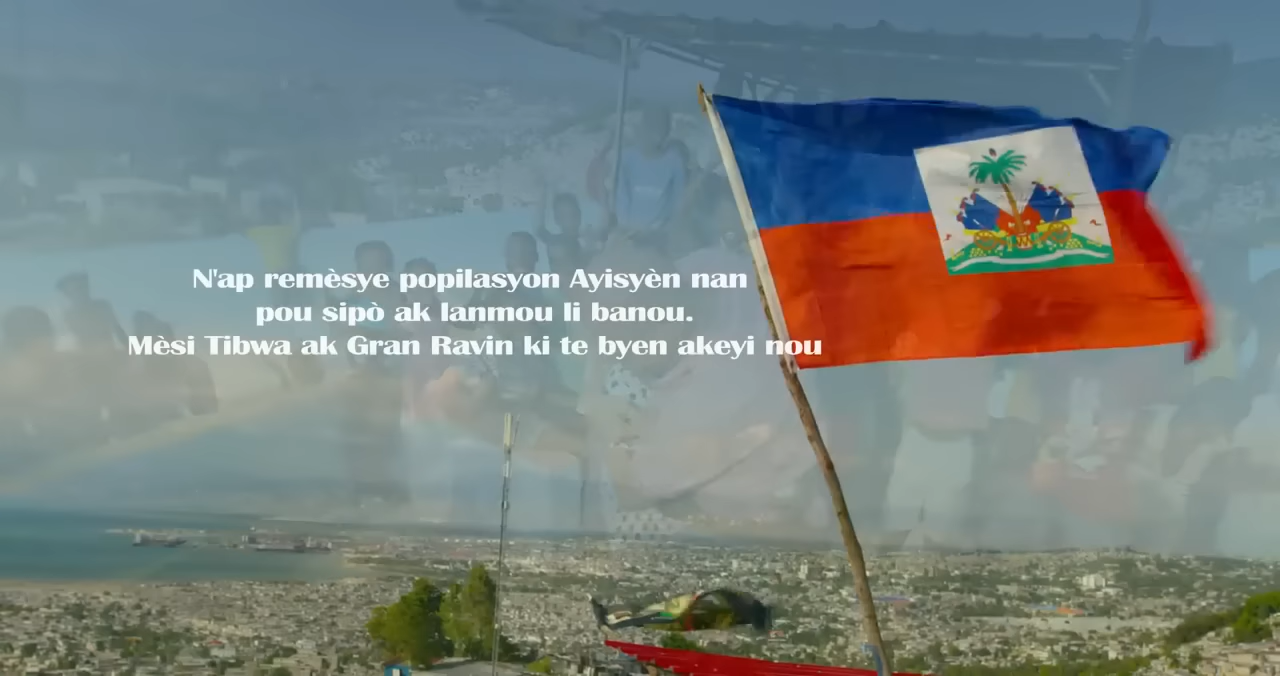 N'ap remèsye popilasyon Ayisyèn nan
pou sipò ak lanmou li banou.
Mèsi Tibwa ak Gran Ravin ki te byen akeyi nou